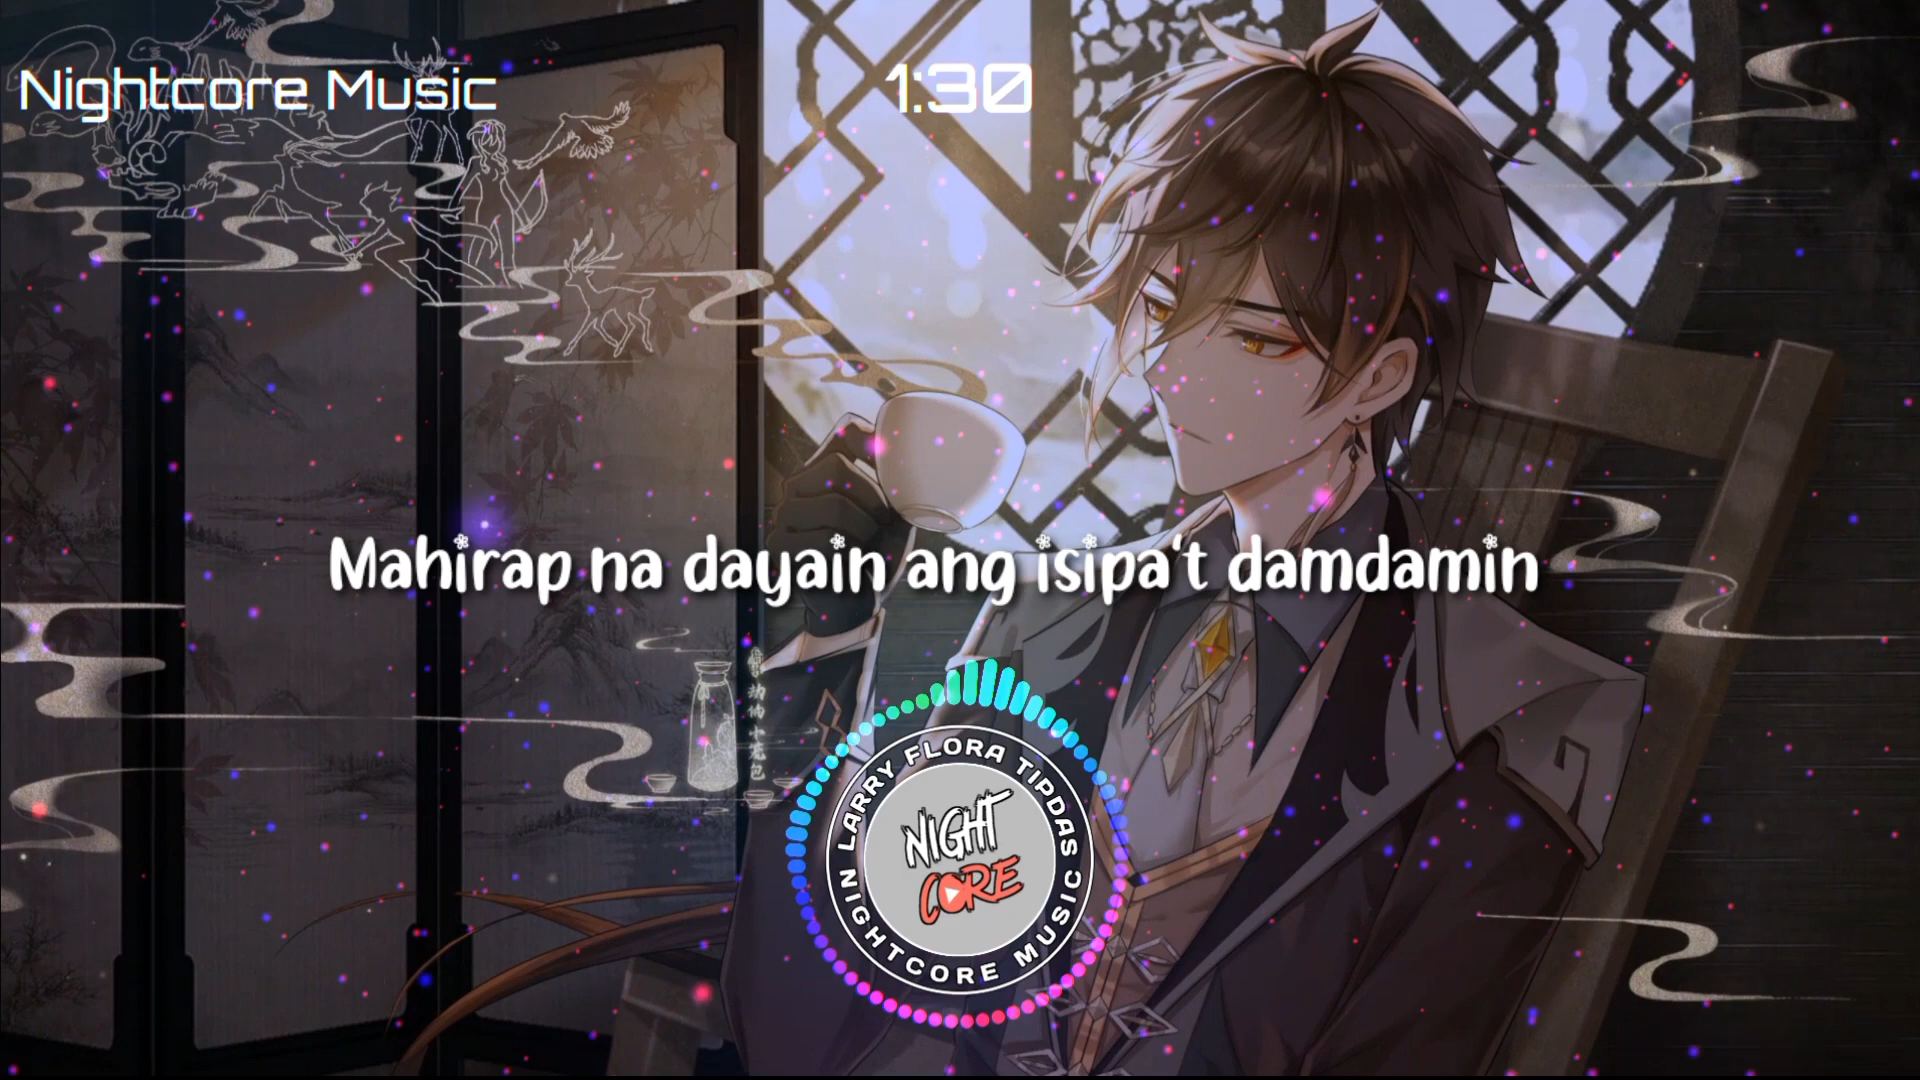 Nightcore Music
1:30
Mahirap na dayain ang isipa't damdamin
LARRY FLORA TIPDAS
NIGHT
CORE
NIGHTCORE MUSIC